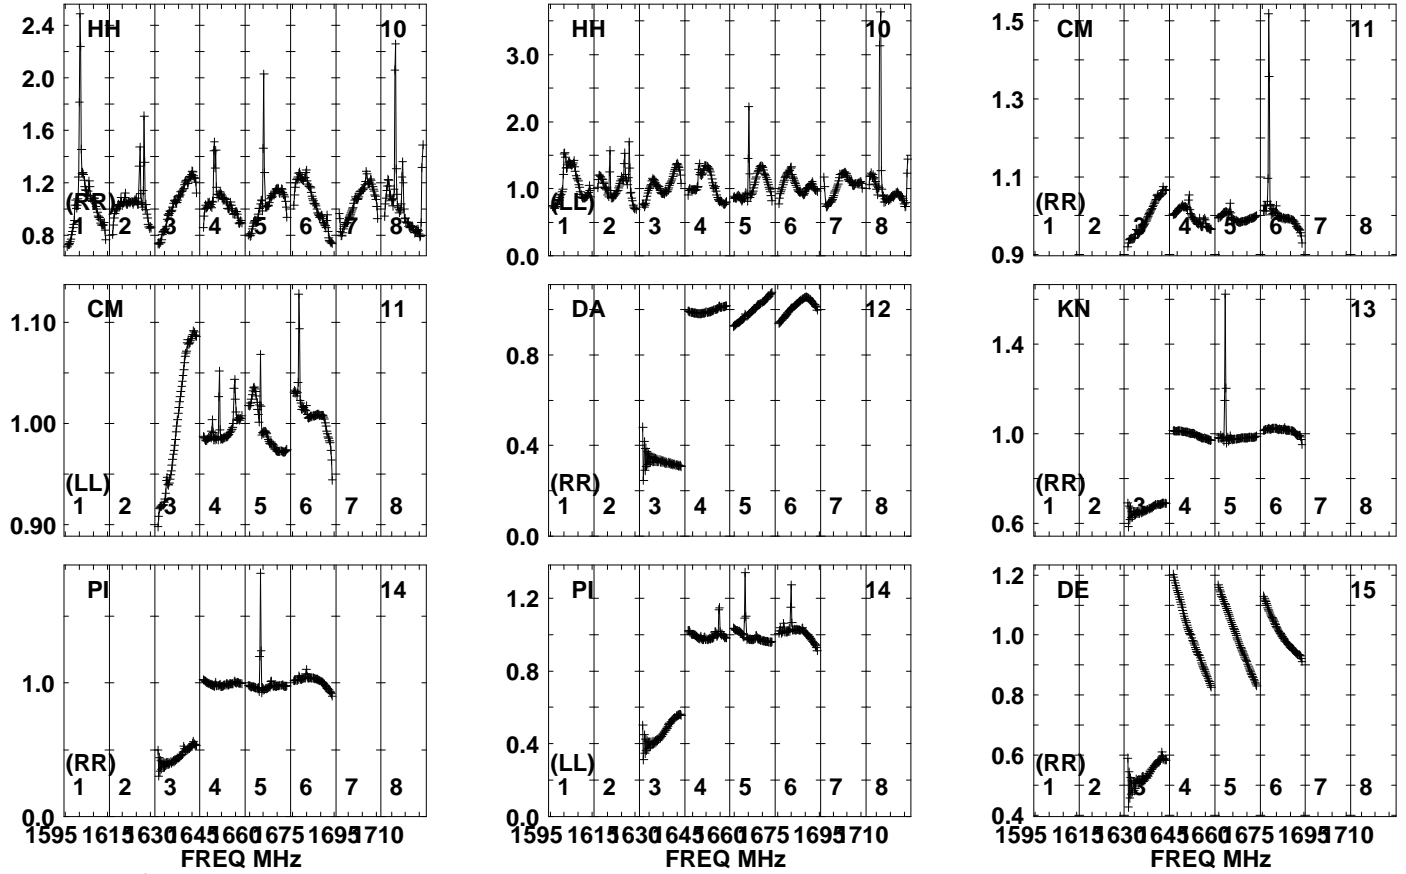 HH 10
2.4
2.0
1.6
1.2
0.8
(RR)
1 2 3 4 5 6 7 8
HH 10
3.0
2.0
1.0
0.0
(LL)
1 2 3 4 5 6 7 8
CM 11
1.5
1.3
1.1
0.9
(RR)
1 2 3 4 5 6 7 8
CM 11
1.10
1.00
0.90
(LL)
1 2 3 4 5 6 7 8
DA 12
0.8
0.4
0.0
(RR)
1 2 3 4 5 6 7 8
KN 13
1.4
1.0
0.6
(RR)
1 2 3 4 5 6 7 8
PI 14
1.0
0.0
(RR)
1 2 3 4 5 6 7 8
1595 1615 1630 1645 1660 1675 1695 1710
FREQ MHz
PI 14
1.2
0.8
0.4
0.0
(LL)
1 2 3 4 5 6 7 8
1595 1615 1630 1645 1660 1675 1695 1710
FREQ MHz
DE 15
1.2
1.0
0.8
0.6
0.4
(RR)
1 2 3 4 5 6 7 8
1595 1615 1630 1645 1660 1675 1695 1710
FREQ MHz